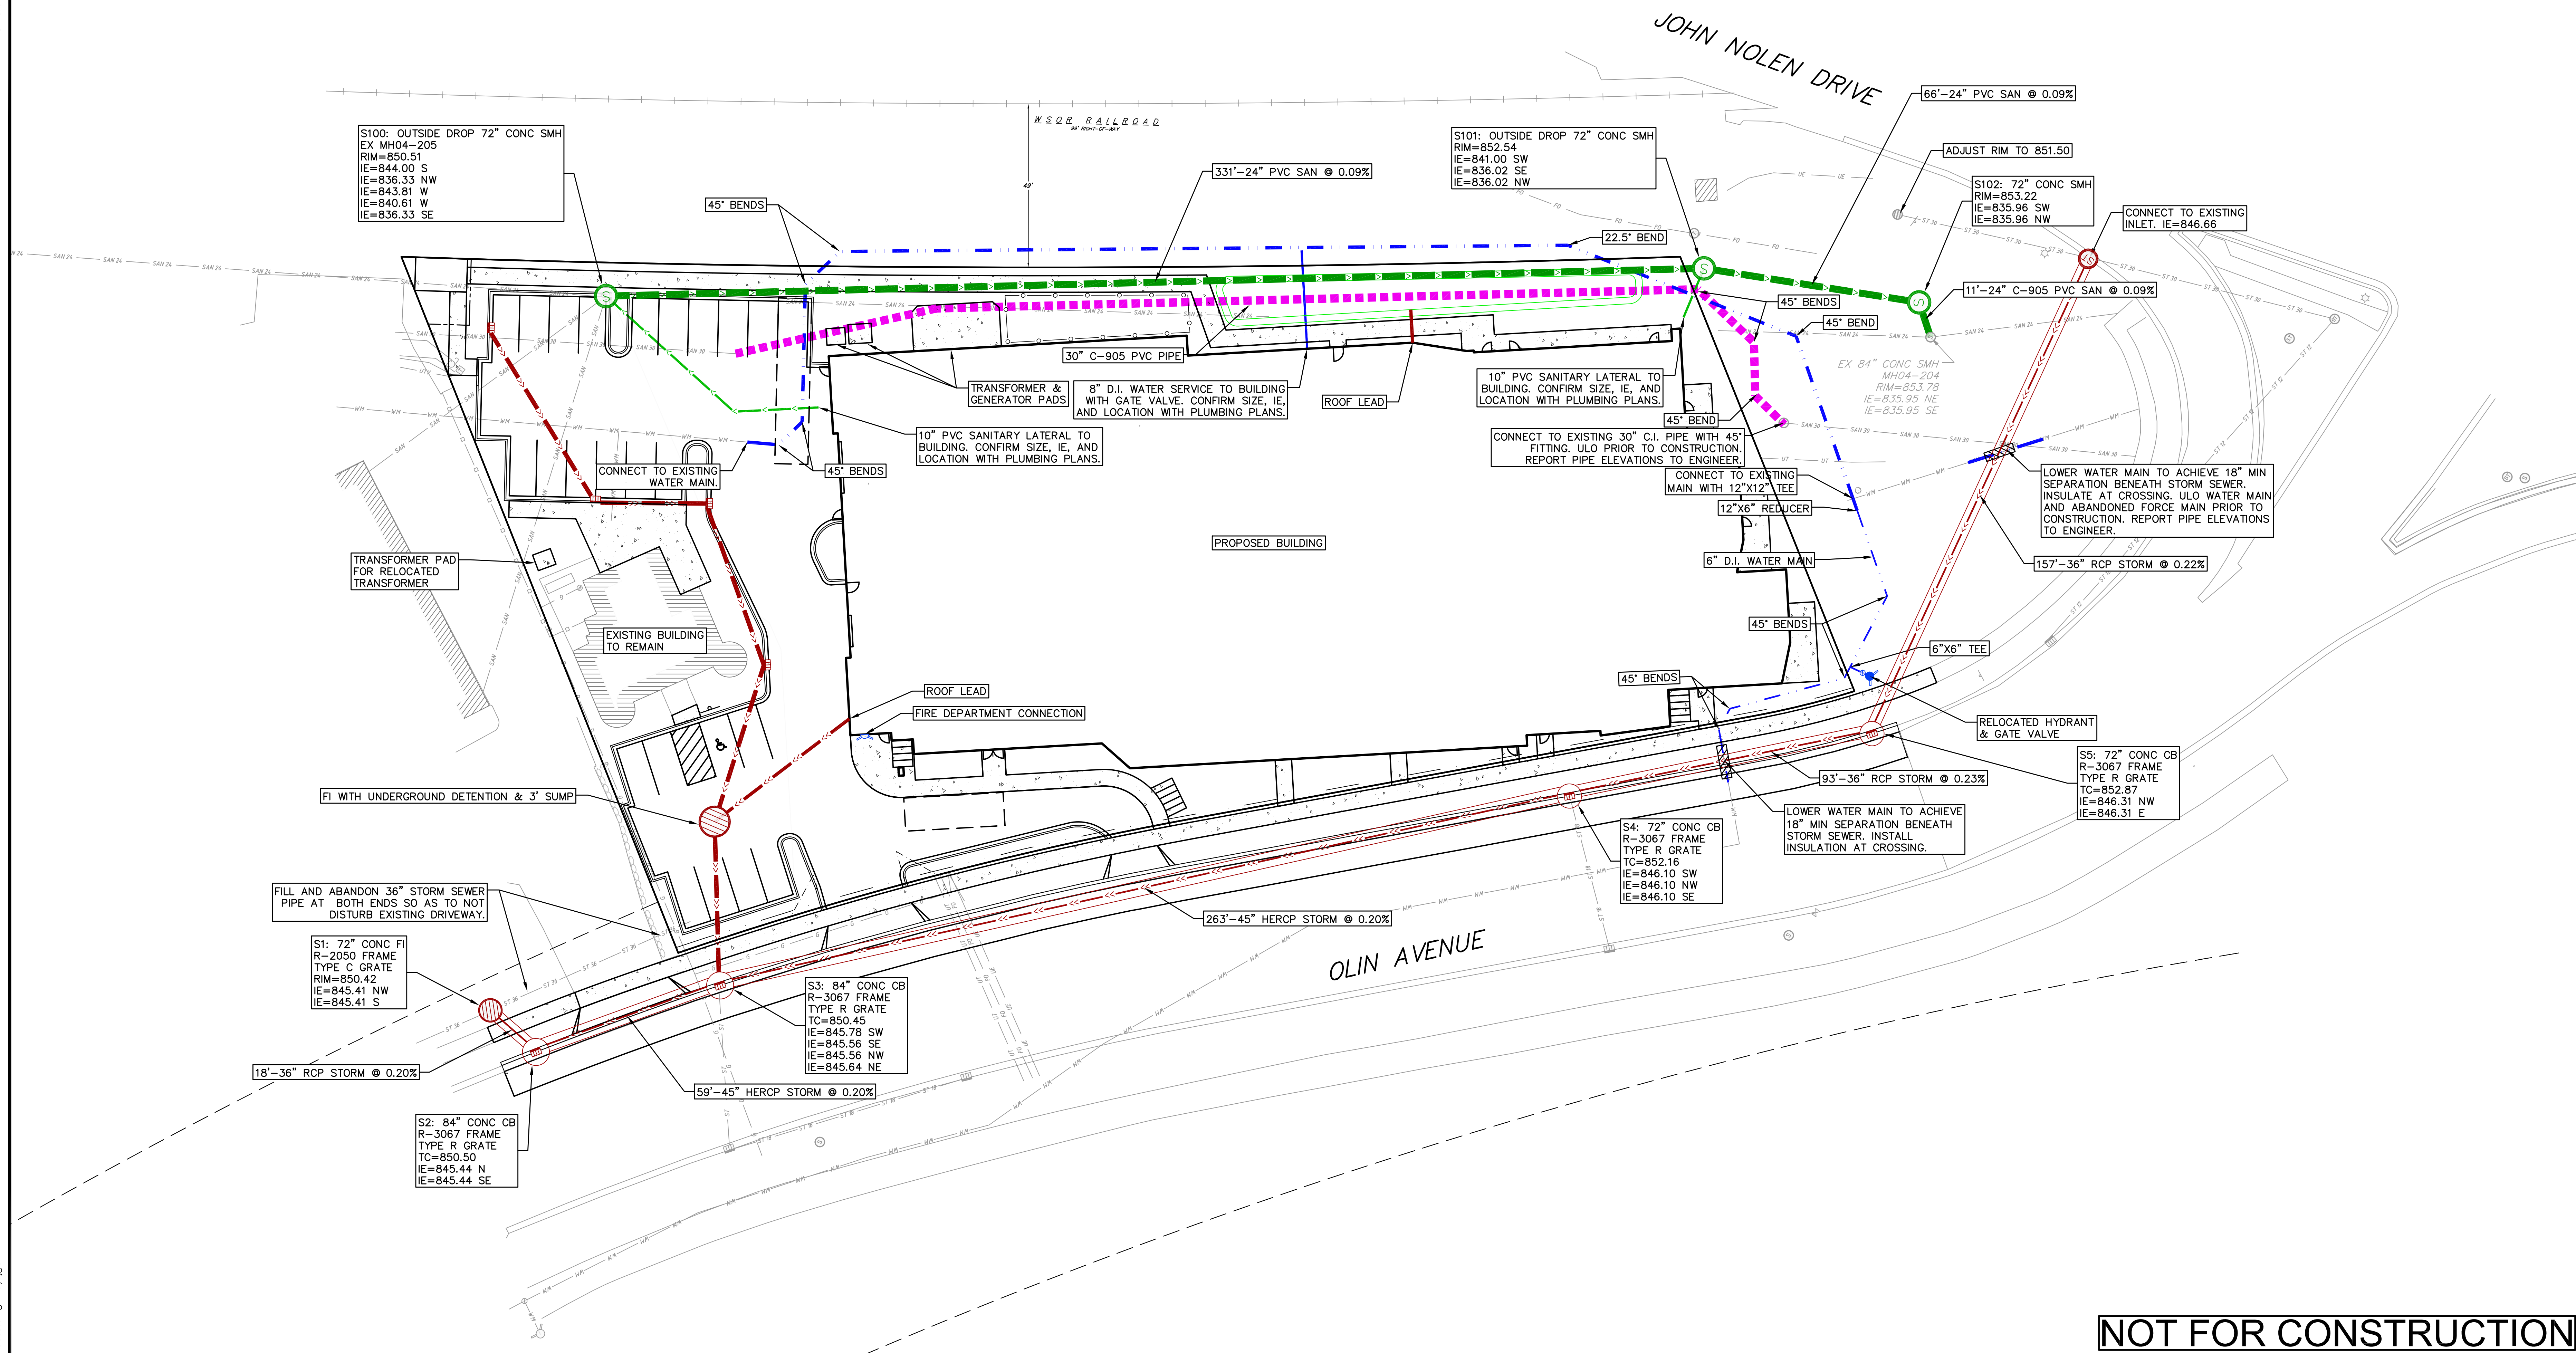 JOHN NOLEN DRIVE
W S O R   R A I L R O A D
99' RIGHT-OF-WAY
49'
S100: OUTSIDE DROP 72" CONC SMH
EX MH04-205
RIM=850.51
IE=844.00 S
IE=836.33 NW
IE=843.81 W
IE=840.61 W
IE=836.33 SE
45° BENDS
331'-24" PVC SAN @ 0.09%
S101: OUTSIDE DROP 72" CONC SMH
RIM=852.54
IE=841.00 SW
IE=836.02 SE
IE=836.02 NW
22.5° BEND
66'-24" PVC SAN @ 0.09%
ADJUST RIM TO 851.50
S102: 72" CONC SMH
RIM=853.22
IE=835.96 SW
IE=835.96 NW
CONNECT TO EXISTING
INLET. IE=846.66
11'-24" C-905 PVC SAN @ 0.09%
45° BENDS
45° BEND
EX 84" CONC SMH
MH04-204
RIM=853.78
IE=835.95 NE
IE=835.95 SE
30" C-905 PVC PIPE
TRANSFORMER &
GENERATOR PADS
8" D.I. WATER SERVICE TO BUILDING
WITH GATE VALVE. CONFIRM SIZE, IE,
AND LOCATION WITH PLUMBING PLANS.
ROOF LEAD
10" PVC SANITARY LATERAL TO
BUILDING. CONFIRM SIZE, IE, AND
LOCATION WITH PLUMBING PLANS.
45° BEND
CONNECT TO EXISTING 30" C.I. PIPE WITH 45°
FITTING. ULO PRIOR TO CONSTRUCTION.
REPORT PIPE ELEVATIONS TO ENGINEER.
10" PVC SANITARY LATERAL TO
BUILDING. CONFIRM SIZE, IE, AND
LOCATION WITH PLUMBING PLANS.
CONNECT TO EXISTING
WATER MAIN.
45° BENDS
CONNECT TO EXISTING
MAIN WITH 12"X12" TEE
12"X6" REDUCER
LOWER WATER MAIN TO ACHIEVE 18" MIN
SEPARATION BENEATH STORM SEWER.
INSULATE AT CROSSING. ULO WATER MAIN
AND ABANDONED FORCE MAIN PRIOR TO
CONSTRUCTION. REPORT PIPE ELEVATIONS
TO ENGINEER.
PROPOSED BUILDING
6" D.I. WATER MAIN
157'-36" RCP STORM @ 0.22%
TRANSFORMER PAD
FOR RELOCATED
TRANSFORMER
EXISTING BUILDING
TO REMAIN
45° BENDS
6"X6" TEE
45° BENDS
ROOF LEAD
FIRE DEPARTMENT CONNECTION
RELOCATED HYDRANT
& GATE VALVE
S5: 72" CONC CB
R-3067 FRAME
TYPE R GRATE
TC=852.87
IE=846.31 NW
IE=846.31 E
93'-36" RCP STORM @ 0.23%
FI WITH UNDERGROUND DETENTION & 3' SUMP
LOWER WATER MAIN TO ACHIEVE
18" MIN SEPARATION BENEATH
STORM SEWER. INSTALL
INSULATION AT CROSSING.
S4: 72" CONC CB
R-3067 FRAME
TYPE R GRATE
TC=852.16
IE=846.10 SW
IE=846.10 NW
IE=846.10 SE
FILL AND ABANDON 36" STORM SEWER
PIPE AT BOTH ENDS SO AS TO NOT
DISTURB EXISTING DRIVEWAY.
263'-45" HERCP STORM @ 0.20%
OLIN AVENUE
S1: 72" CONC FI
R-2050 FRAME
TYPE C GRATE
RIM=850.42
IE=845.41 NW
IE=845.41 S
S3: 84" CONC CB
R-3067 FRAME
TYPE R GRATE
TC=850.45
IE=845.78 SW
IE=845.56 SE
IE=845.56 NW
IE=845.64 NE
18'-36" RCP STORM @ 0.20%
59'-45" HERCP STORM @ 0.20%
S2: 84" CONC CB
R-3067 FRAME
TYPE R GRATE
TC=850.50
IE=845.44 N
IE=845.44 SE
NOT FOR CONSTRUCTION